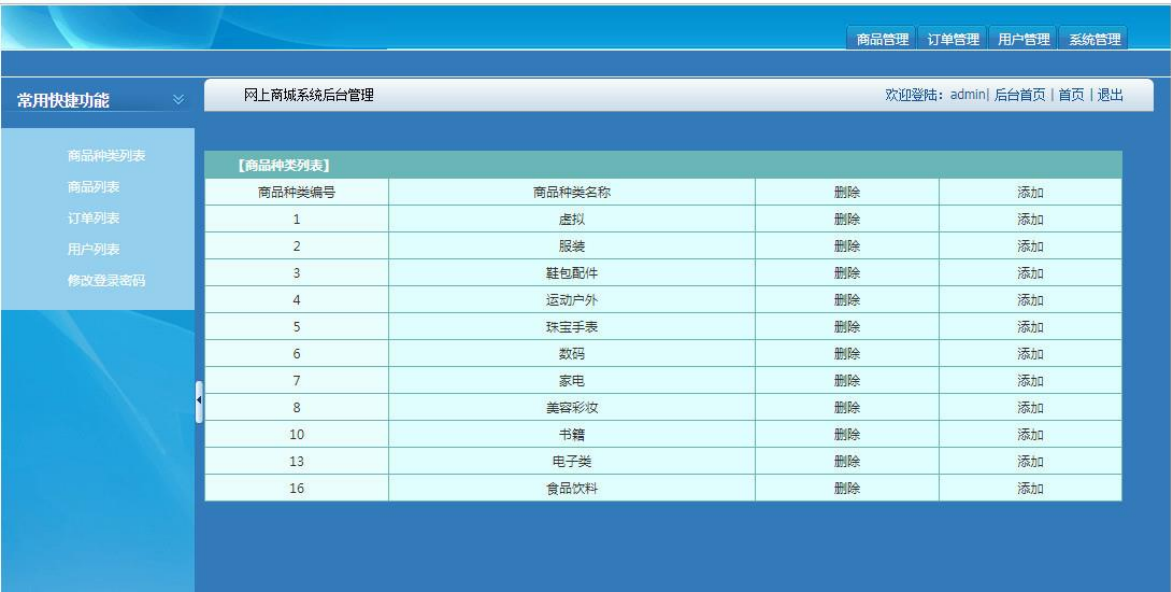 商品管理 订单管理 用户管理 系统管理
常用快捷功能
网上商城系统后台管理 欢迎登陆：admin| 后台首页 | 首页 | 退出
商品种类列表
商品列表
订单列表
用户列表
修改登录密码
【商品种类列表】
商品种类编号 商品种类名称 删除 添加
1 虚拟 删除 添加
2 服装 删除 添加
3 鞋包配件 删除 添加
4 运动户外 删除 添加
5 珠宝手表 删除 添加
6 数码 删除 添加
7 家电 删除 添加
8 美容彩妆 删除 添加
10 书籍 删除 添加
13 电子类 删除 添加
16 食品饮料 删除 添加